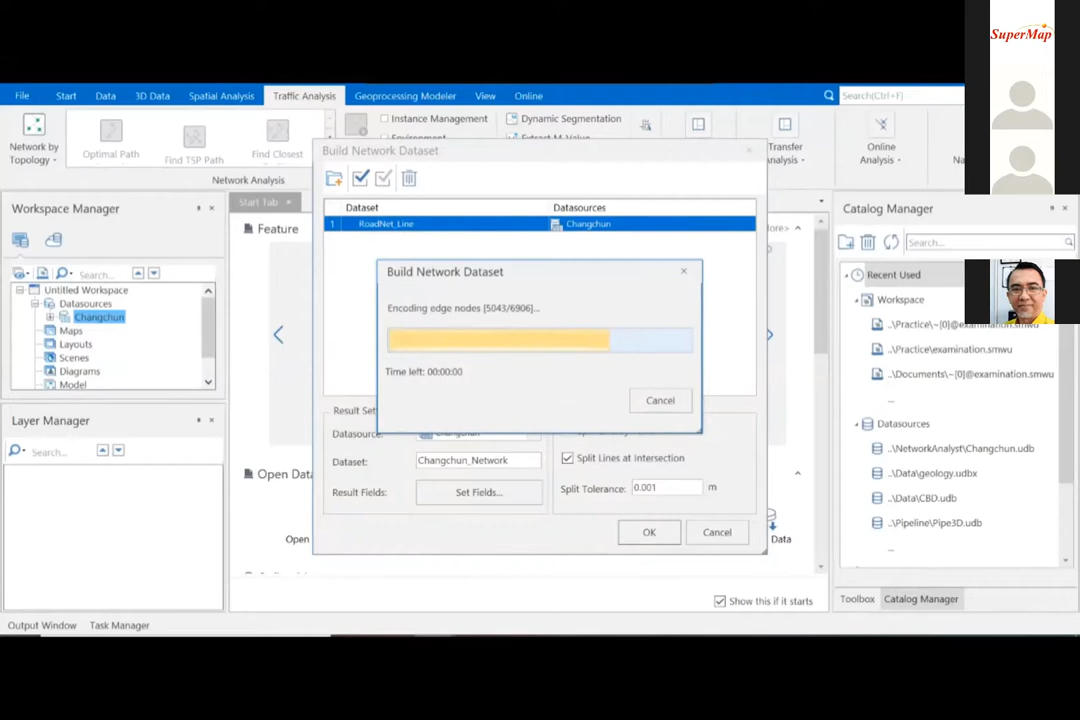 SuperMap
File Start Data 3D Data Spatial Analysis Traffic Analysis Geoprocessing Modeler View Online Search(Ctrl+F)
Network by Topology
Optimal Path
Find TSP Path
Find Closest
Instance Management
Dynamic Segmentation
Transfer
Online Analysis
Network Analysis
Workspace Manager
Search...
Untitled Workspace
Datasources
Changchun
Maps
Layouts
Scenes
Diagrams
Model
Layer Manager
Search...
Output Window Task Manager
Start Tab
Feature
Open Data
Open
Data
Show this if it starts
Build Network Dataset
Dataset Datasources
1 RoadNet_Line Changchun
Build Network Dataset
Encoding edge nodes [5043/6906]...
Time left: 00:00:00
Cancel
Result Set
Datasource:
Dataset: Changchun_Network
Result Fields: Set Fields...
Split Lines at Intersection
Split Tolerance: 0.001 m
OK Cancel
Catalog Manager
Search...
Recent Used
Workspace
..\Practice\~[0]@examination.smwu
..\Practice\examination.smwu
..\Documents\~[0]@examination.smwu
...
Datasources
..\NetworkAnalyst\Changchun.udb
..\Data\geology.udbx
..\Data\CBD.udb
..\Pipeline\Pipe3D.udb
...
Toolbox Catalog Manager